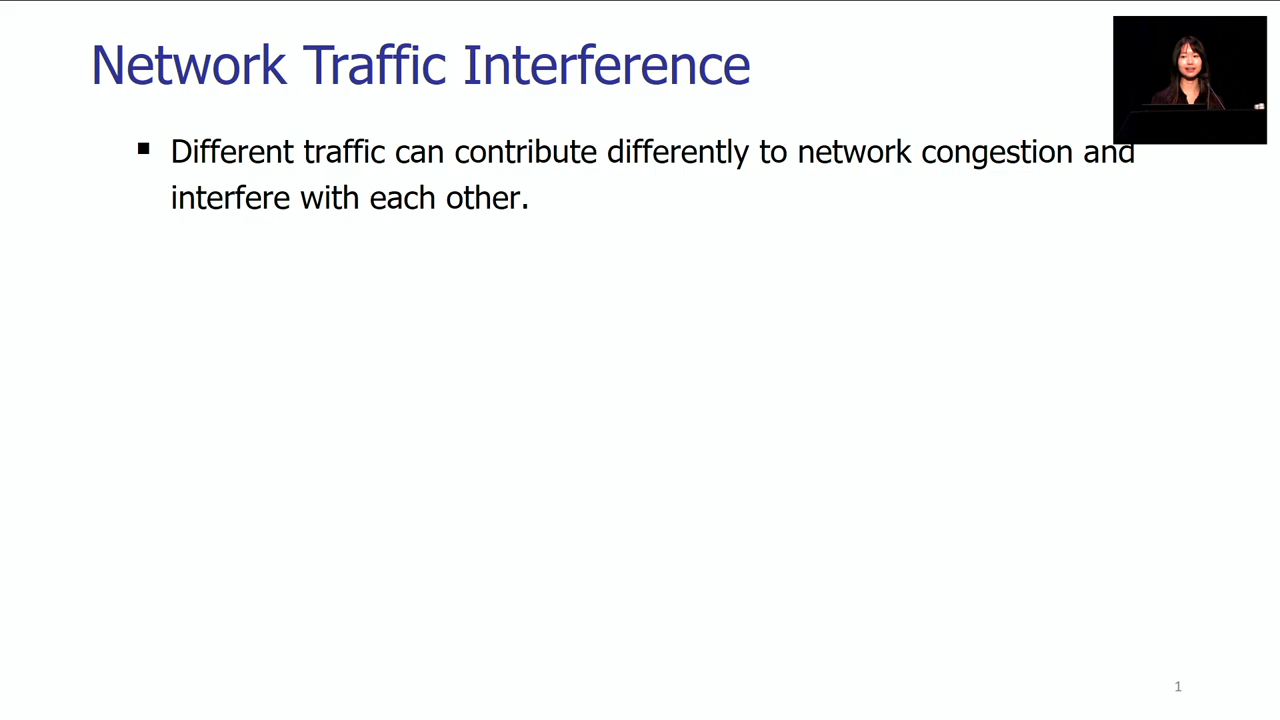 Network Traffic Interference
▪ Different traffic can contribute differently to network congestion and
interfere with each other.
1